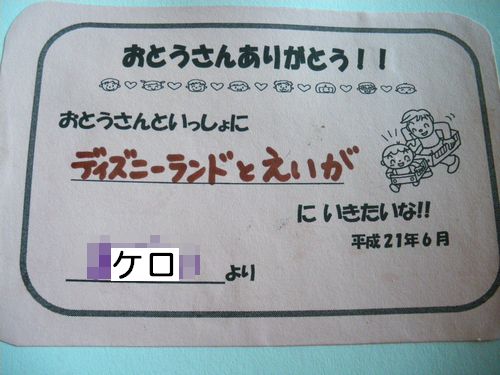 おとうさんありがとう！！
おとうさんといっしょに
ディズニーランドとえいが
に いきたいな!!
平成21年6月
ケロ より